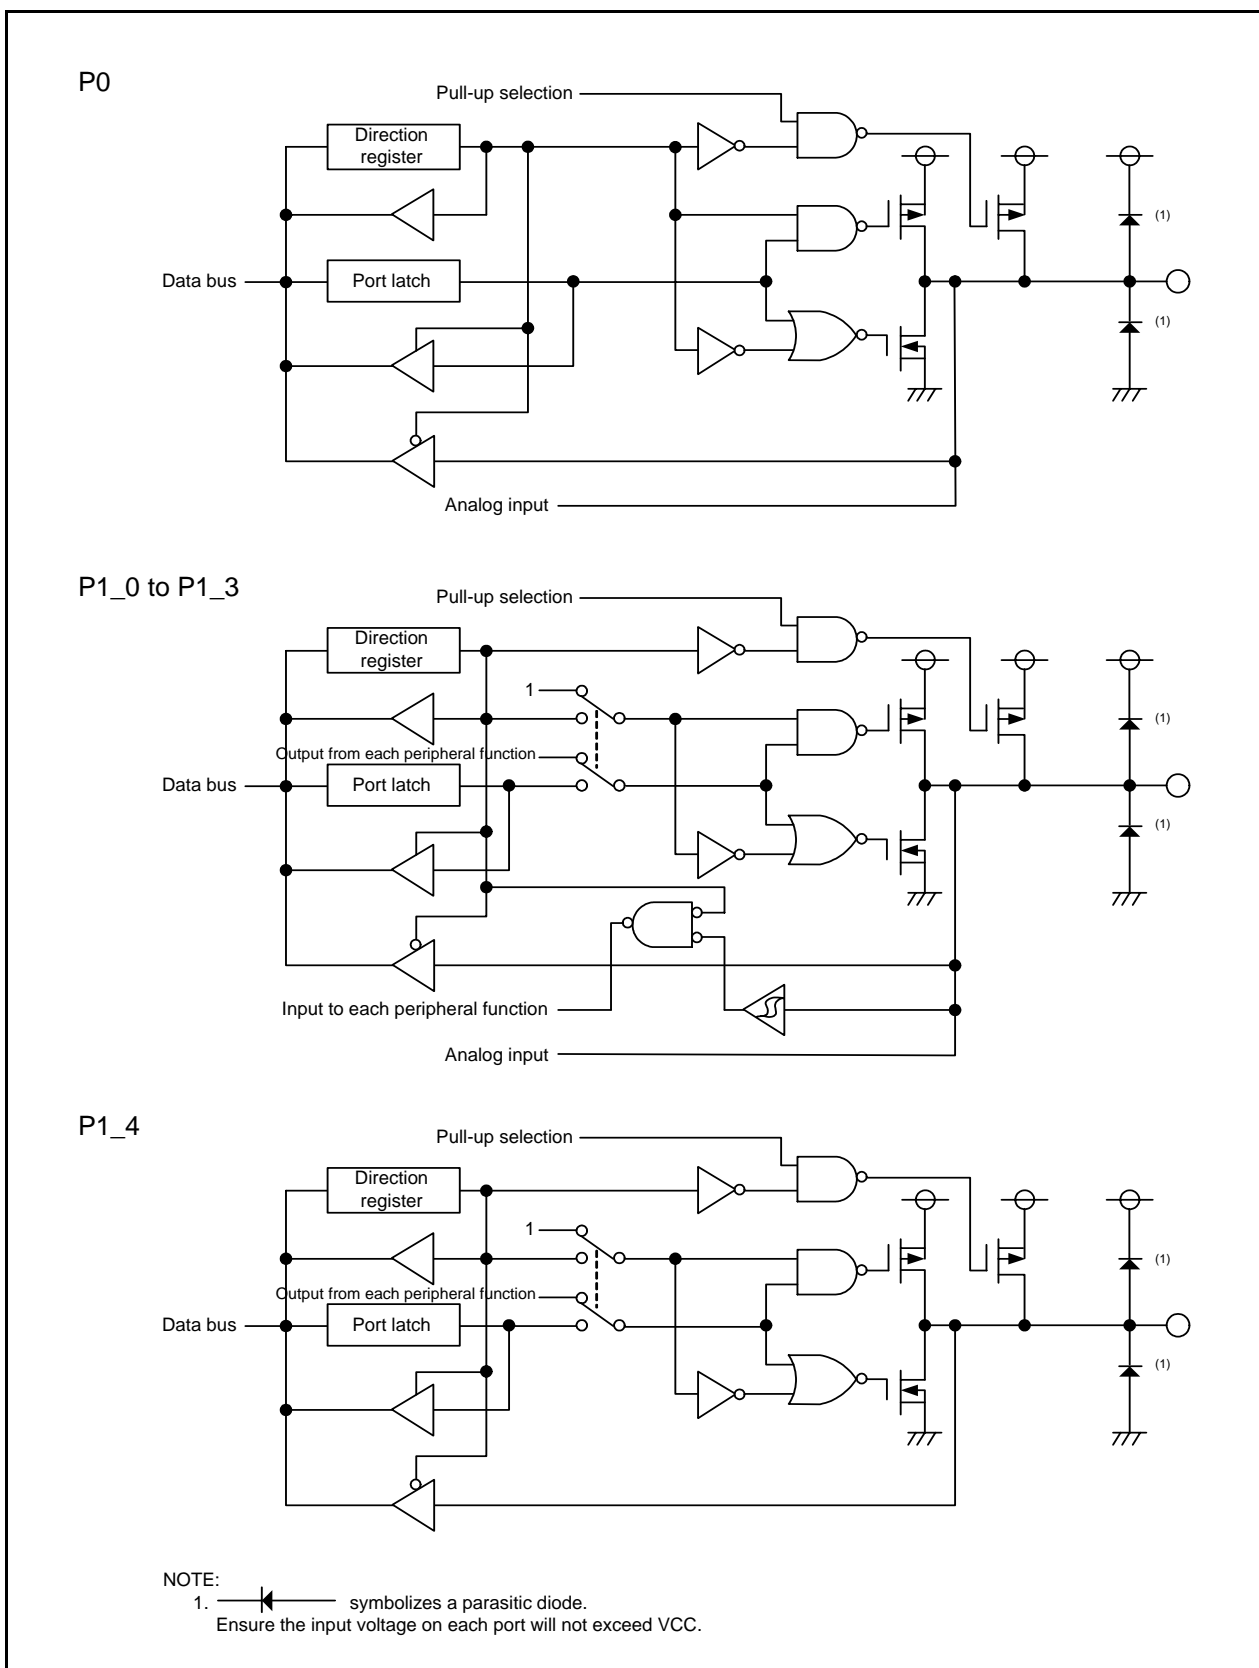 P0
Pull-up selection
Direction
register
(1)
Data bus
Port latch
(1)
Analog input
P1_0 to P1_3
Pull-up selection
Direction
register
1
(1)
Output from each peripheral function
Data bus
Port latch
(1)
Input to each peripheral function
Analog input
P1_4
Pull-up selection
Direction
register
1
(1)
Output from each peripheral function
Data bus
Port latch
(1)
NOTE:
1. symbolizes a parasitic diode.
Ensure the input voltage on each port will not exceed VCC.